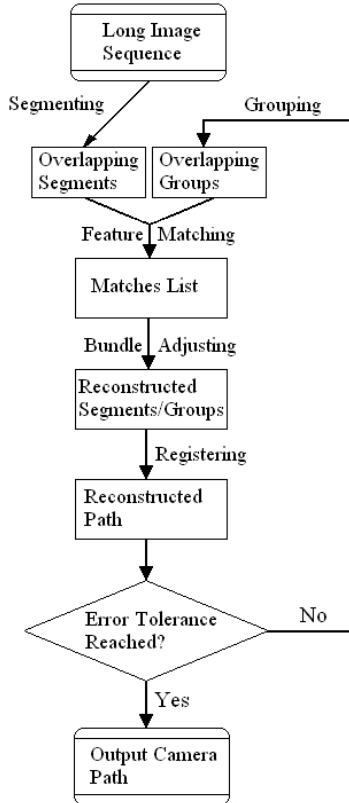 Long Image
Sequence
Segmenting
Grouping
Overlapping
Segments
Overlapping
Groups
Feature Matching
Matches List
Bundle Adjusting
Reconstructed
Segments/Groups
Registering
Reconstructed
Path
Error Tolerance
Reached?
No
Yes
Output Camera
Path